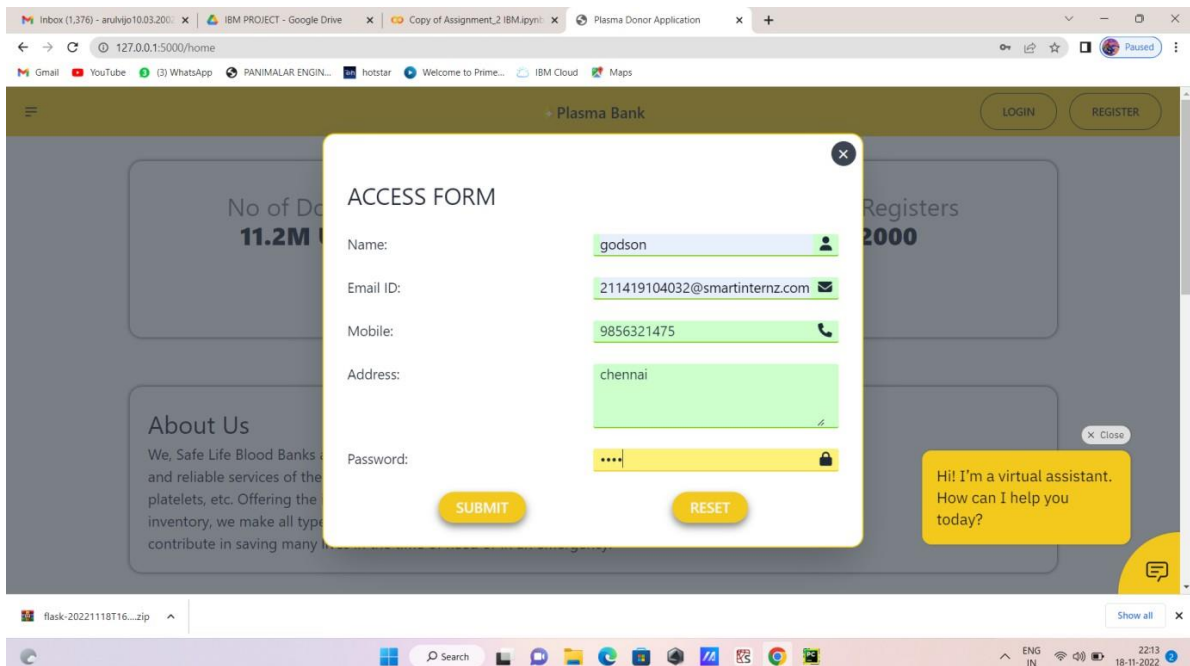 Inbox (1,376) - arulvijo10.03.200
IBM PROJECT - Google Drive
Copy of Assignment_2 IBM.ipynb
Plasma Donor Application
127.0.0.1:5000/home
Paused
Gmail
YouTube
(3) WhatsApp
PANIMALAR ENGIN...
hotstar
Welcome to Prime...
IBM Cloud
Maps
Plasma Bank
LOGIN
REGISTER
No of Do
11.2M
Registers
2000
ACCESS FORM
Name:
godson
Email ID:
211419104032@smartinternz.com
Mobile:
9856321475
Address:
chennai
Password:
••••
SUBMIT
RESET
About Us
We, Safe Life Blood Banks
and reliable services of the
platelets, etc. Offering the
inventory, we make all type
contribute in saving many
Close
Hi! I'm a virtual assistant.
How can I help you
today?
flask-20221118T16....zip
Show all
Search
ENG
IN
22:13
18-11-2022
2